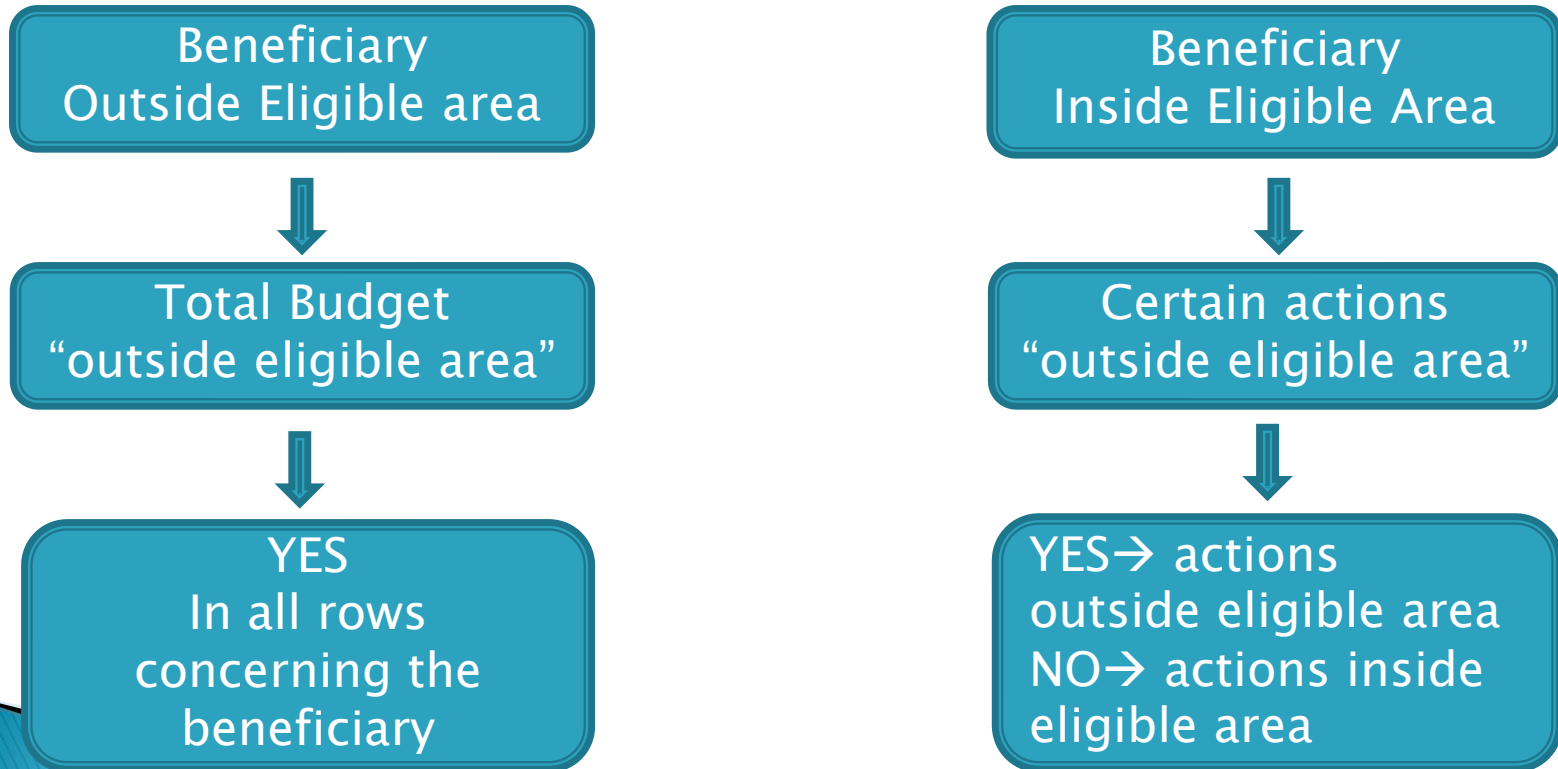 Beneficiary
Outside Eligible area
Total Budget
“outside eligible area”
YES
In all rows
concerning the
beneficiary
Beneficiary
Inside Eligible Area
Certain actions
“outside eligible area”
YES→ actions
outside eligible area
NO→ actions inside
eligible area